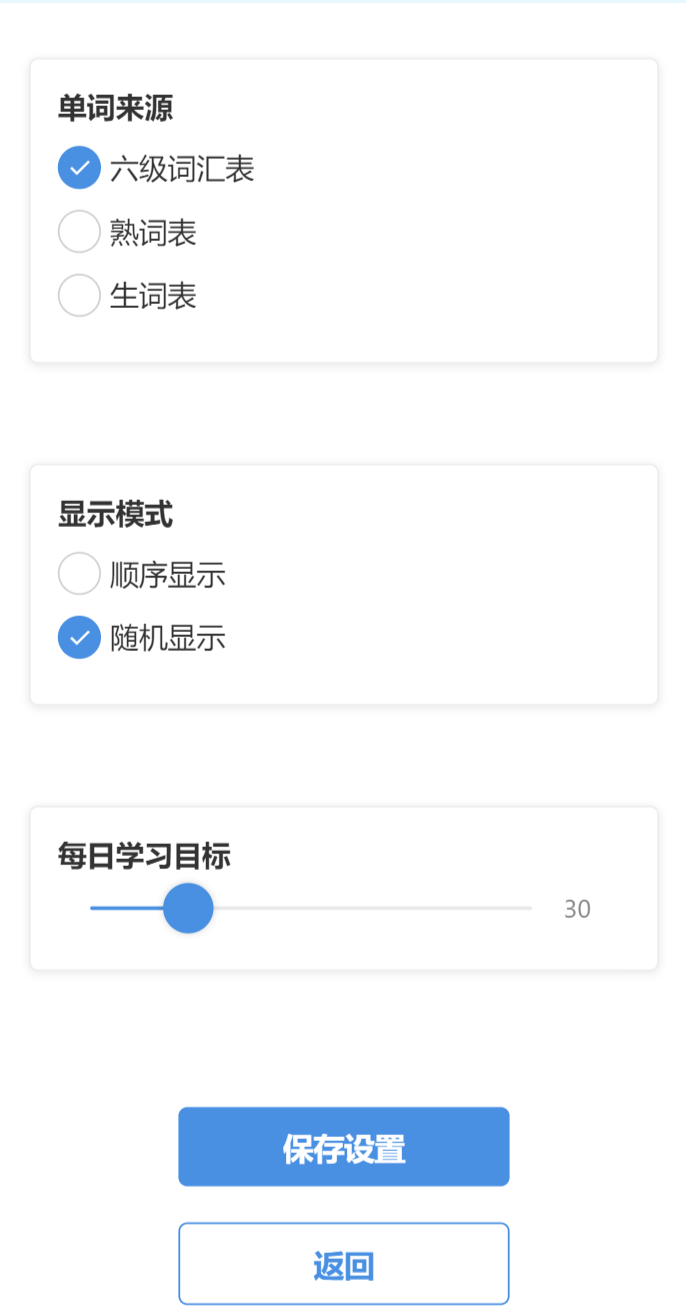 单词来源
六级词汇表
熟词表
生词表
显示模式
顺序显示
随机显示
每日学习目标
30
保存设置
返回